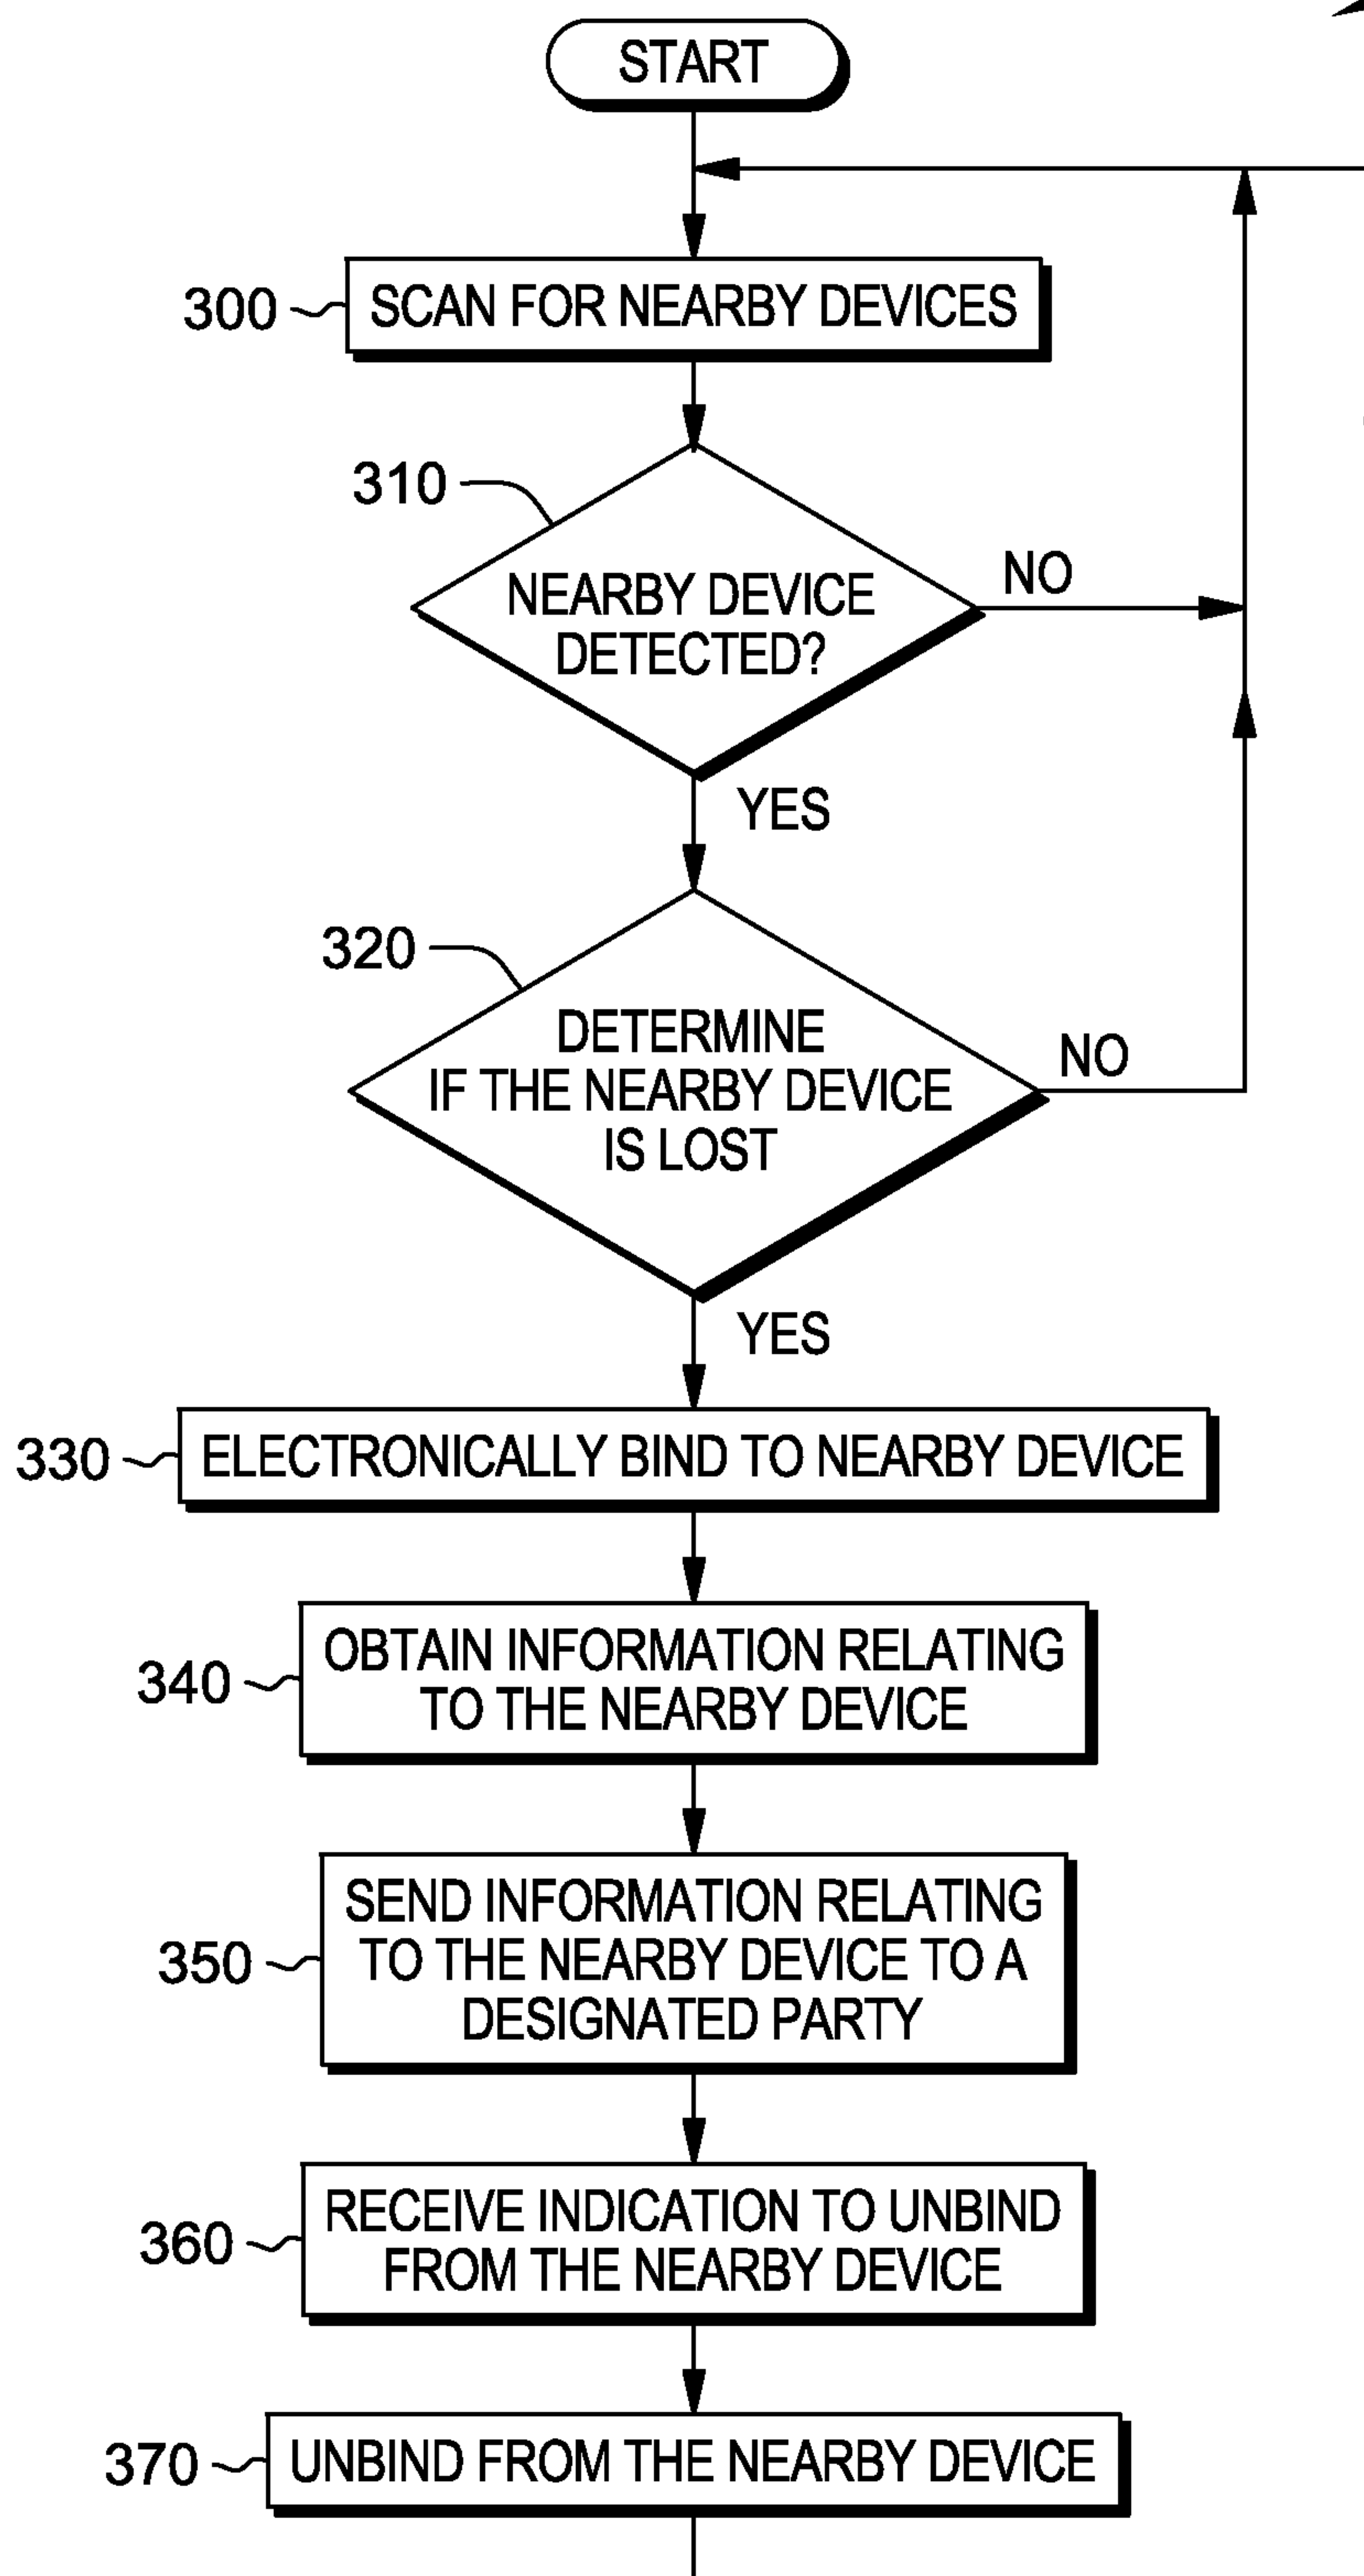 START
300
SCAN FOR NEARBY DEVICES
310
NEARBY DEVICE
DETECTED?
NO
YES
320
DETERMINE
IF THE NEARBY DEVICE
IS LOST
NO
YES
330
ELECTRONICALLY BIND TO NEARBY DEVICE
340
OBTAIN INFORMATION RELATING
TO THE NEARBY DEVICE
350
SEND INFORMATION RELATING
TO THE NEARBY DEVICE TO A
DESIGNATED PARTY
360
RECEIVE INDICATION TO UNBIND
FROM THE NEARBY DEVICE
370
UNBIND FROM THE NEARBY DEVICE